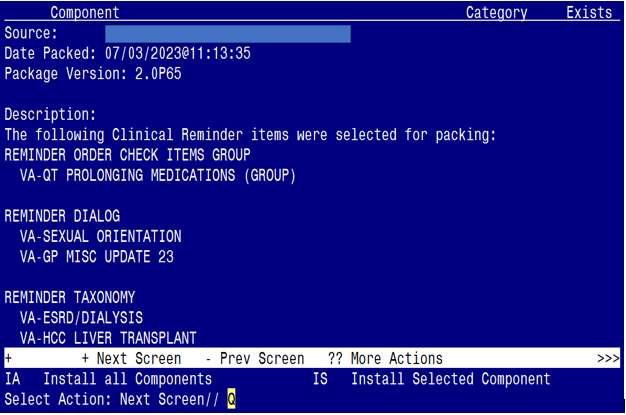 Component Category Exists
Source:
Date Packed: 07/03/2023@11:13:35
Package Version: 2.0P65
Description:
The following Clinical Reminder items were selected for packing:
REMINDER ORDER CHECK ITEMS GROUP
VA-QT PROLONGING MEDICATIONS (GROUP)
REMINDER DIALOG
VA-SEXUAL ORIENTATION
VA-GP MISC UPDATE 23
REMINDER TAXONOMY
VA-ESRD/DIALYSIS
VA-HCC LIVER TRANSPLANT
+ + Next Screen - Prev Screen ?? More Actions >>>
IA Install all Components IS Install Selected Component
Select Action: Next Screen// Q